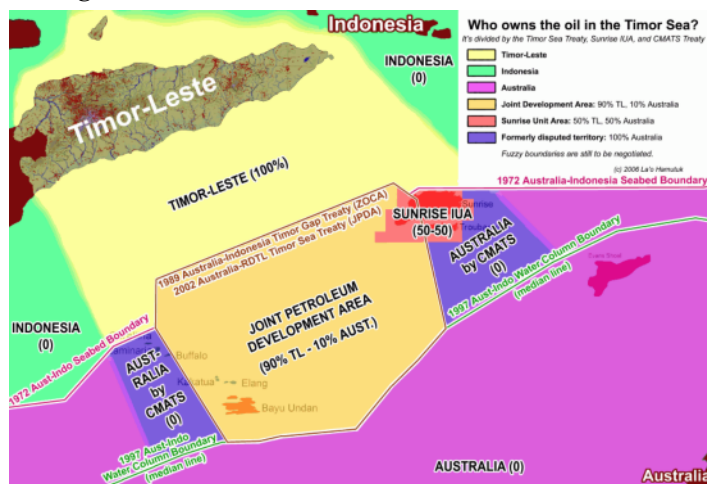 Indonesia
INDONESIA
(0)
Who owns the oil in the Timor Sea?
It's divided by the Timor Sea Treaty, Sunrise IUA, and CMATS Treaty
Timor-Leste
Indonesia
Australia
Joint Development Area: 90% TL, 10% Australia
Sunrise Unit Area: 50% TL, 50% Australia
Formerly disputed territory: 100% Australia
Fuzzy boundaries are still to be negotiated.
(c) 2006 La'o Hamutuk
1972 Australia-Indonesia Seabed Boundary
Timor-Leste
TIMOR-LESTE (100%)
1989 Australia-Indonesia Timor Gap Treaty (ZOCA)
2002 Australia-RDTL Timor Sea Treaty (JPDA)
Sunrise
SUNRISE IUA
(50-50)
AUSTRALIA
by CMATS
(0)
1997 Aust-Indo Water Column Boundary
(median line)
JOINT PETROLEUM
DEVELOPMENT AREA
(90% TL - 10% AUST.)
INDONESIA
(0)
1972 Aust-Indo Seabed Boundary
AUST-
RALIA
by
CMATS
(0)
Buffalo
Elang
Bayu Undan
1997 Aust-Indo
Water Column Boundary
(median line)
AUSTRALIA (0)
Australia